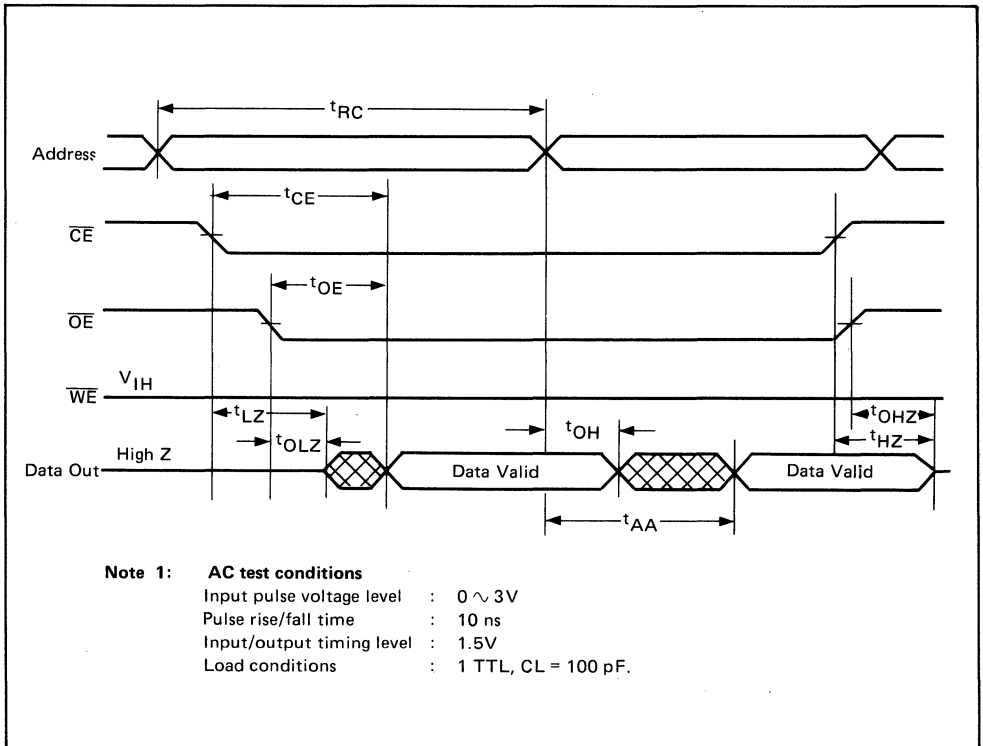 tRC
Address
tCE
CE
tOE
OE
VIH
WE
tLZ
tOHZ
tOLZ
tOH
tHZ
High Z
Data Out
Data Valid
Data Valid
tAA
Note 1: AC test conditions
Input pulse voltage level : 0 ∿ 3V
Pulse rise/fall time : 10 ns
Input/output timing level : 1.5V
Load conditions : 1 TTL, CL = 100 pF.